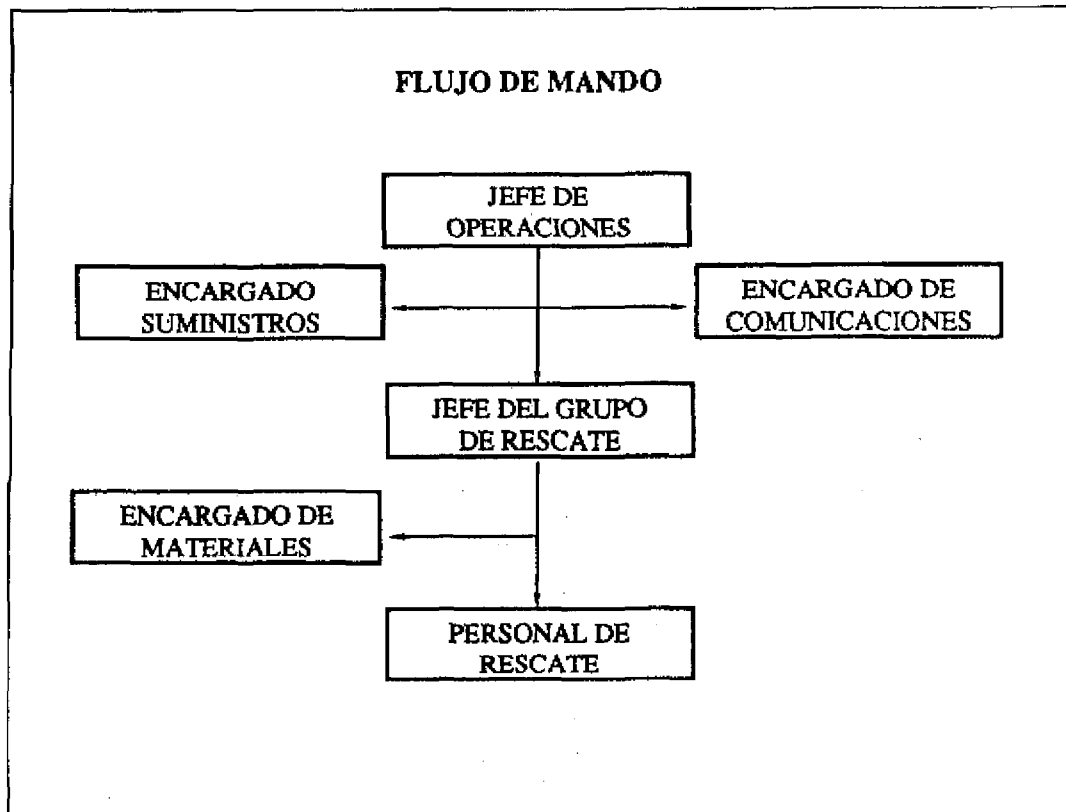 FLUJO DE MANDO
JEFE DE
OPERACIONES
ENCARGADO
SUMINISTROS
ENCARGADO DE
COMUNICACIONES
JEFE DEL GRUPO
DE RESCATE
ENCARGADO DE
MATERIALES
PERSONAL DE
RESCATE